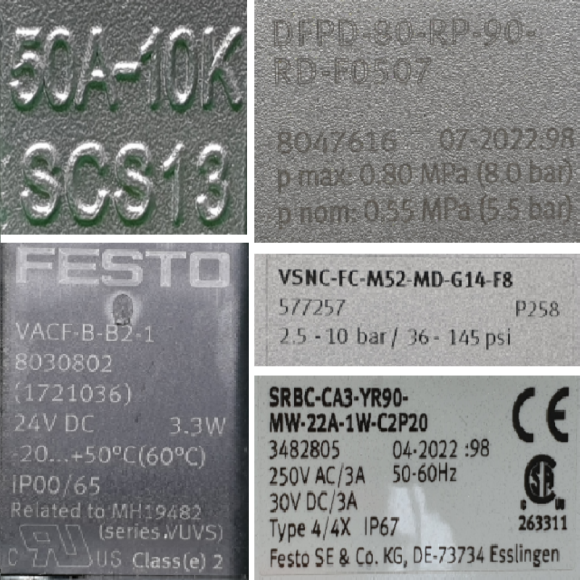 50A-10K
SCS13
DFPD-80-RP-90-
RD-F0507
8047616 07-2022:98
p max: 0.80 MPa (8.0 bar)
p nom: 0.55 MPa (5.5 bar)
FESTO
VACF-B-B2-1
8030802
(1721036)
24V DC 3.3W
-20...+50°C(60°C)
IP00/65
Related to MH19482
(series.VUVS)
C US Class(e) 2
VSNC-FC-M52-MD-G14-F8
577257 P258
2.5 - 10 bar/ 36 - 145 psi
SRBC-CA3-YR90-
MW-22A-1W-C2P20
3482805 04-2022 :98
250V AC/3A 50-60Hz
30V DC/3A
Type 4/4X IP67
263311
Festo SE & Co. KG, DE-73734 Esslingen
CE